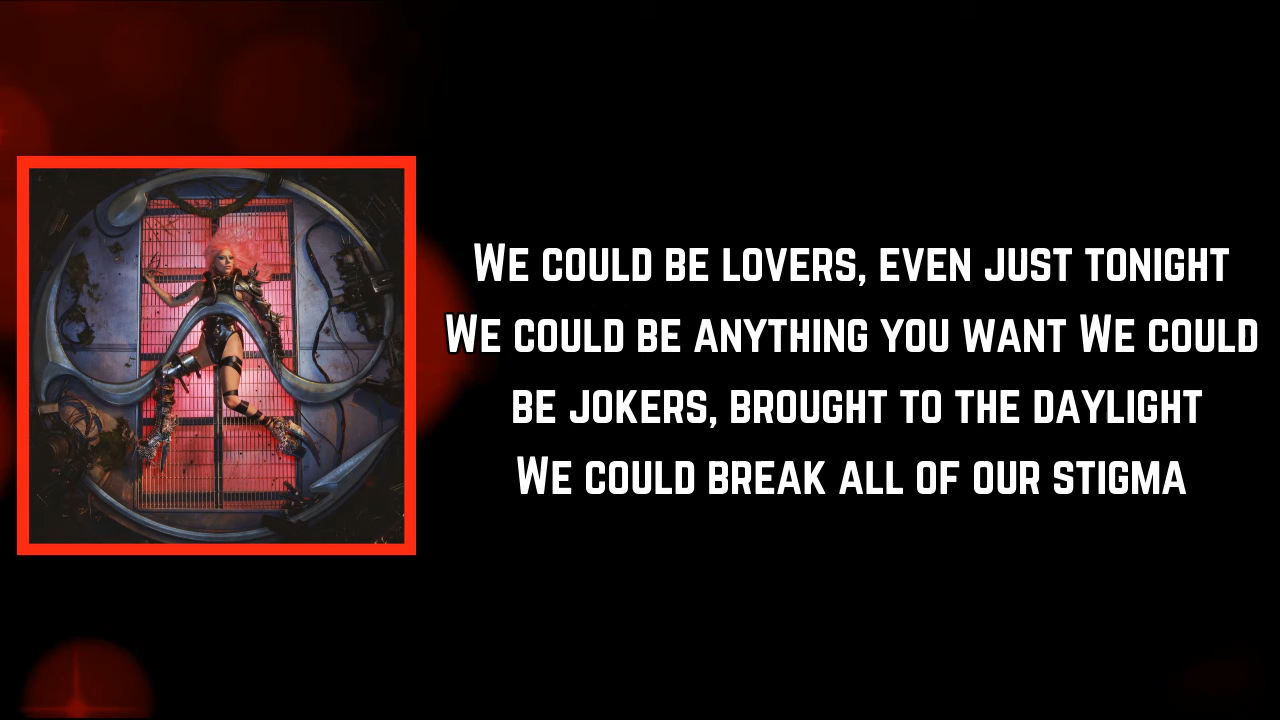 We could be lovers, even just tonight
We could be anything you want We could
be jokers, brought to the daylight
We could break all of our stigma